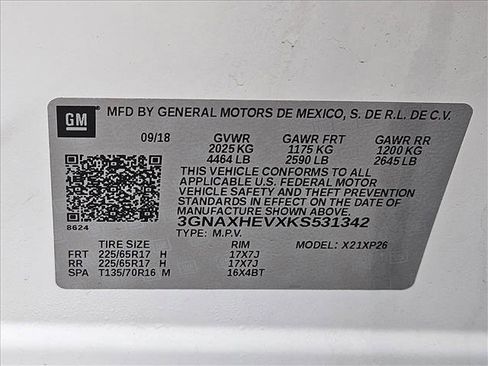 GM
MFD BY GENERAL MOTORS DE MEXICO, S. DE R.L. DE C.V.
09/18 GVWR GAWR FRT GAWR RR
2025 KG 1175 KG 1200 KG
4464 LB 2590 LB 2645 LB
THIS VEHICLE CONFORMS TO ALL
APPLICABLE U.S. FEDERAL MOTOR
VEHICLE SAFETY AND THEFT PREVENTION
STANDARDS IN EFFECT ON THE DATE OF
MANUFACTURE SHOWN ABOVE.
3GNAXHEVXKS531342
8624
TYPE: M.P.V. MODEL: X21XP26
TIRE SIZE RIM
FRT 225/65R17 H 17X7J
RR 225/65R17 H 17X7J
SPA T135/70R16 M 16X4BT